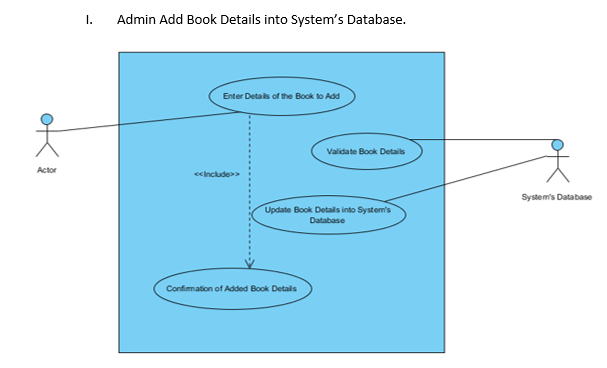 I. Admin Add Book Details into System's Database.
Enter Details of the Book to Add
Validate Book Details
Actor
<<Include>>
System's Database
Update Book Details into System's
Database
Confirmation of Added Book Details